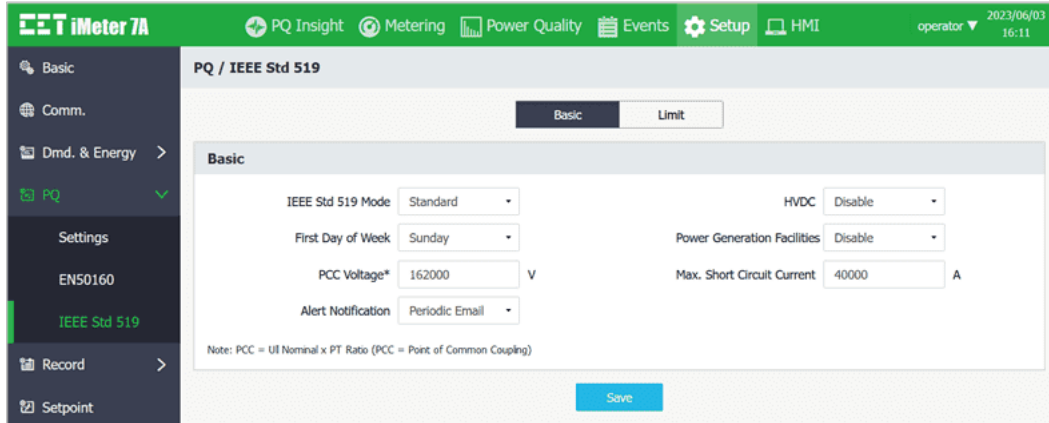 CET iMeter 7A
PQ Insight Metering Power Quality Events Setup HMI
operator ▼ 2023/06/03
16:11
Basic
Comm.
Dmd. & Energy >
PQ
Settings
EN50160
IEEE Std 519
Record >
Setpoint
PQ / IEEE Std 519
Basic Limit
Basic
IEEE Std 519 Mode Standard HVDC Disable
First Day of Week Sunday Power Generation Facilities Disable
PCC Voltage* 162000 V Max. Short Circuit Current 40000 A
Alert Notification Periodic Email
Note: PCC = Ull Nominal x PT Ratio (PCC = Point of Common Coupling)
Save